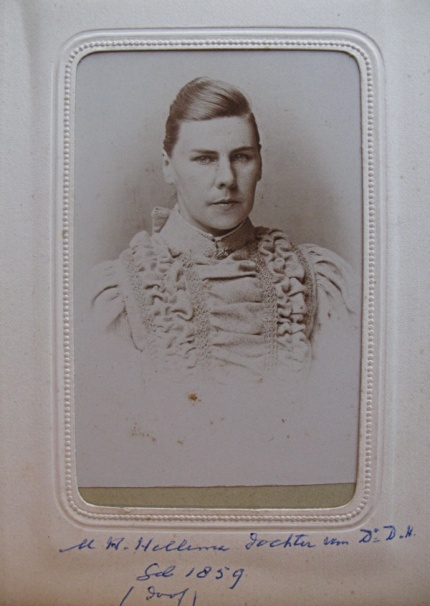 M H. Hellema dochter van Dr D. H.
Geb 1859
(doof)